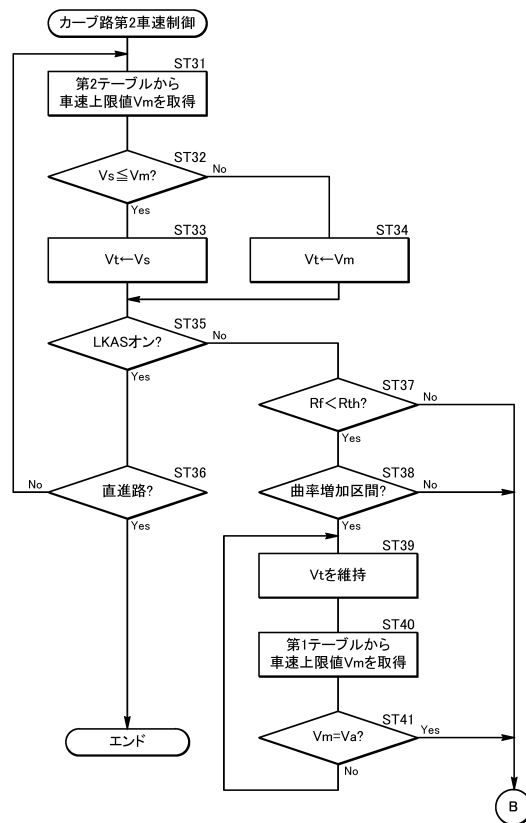 カーブ路第2車速制御
ST31
第2テーブルから
車速上限値Vmを取得
ST32
Vs≦Vm?
No
Yes
ST33
Vt←Vs
ST34
Vt←Vm
ST35
LKASオン?
No
Yes
ST37
Rf<Rth?
No
Yes
ST36
直進路?
No
Yes
ST38
曲率増加区間?
No
Yes
ST39
Vtを維持
ST40
第1テーブルから
車速上限値Vmを取得
ST41
Vm=Va?
Yes
No
エンド
B